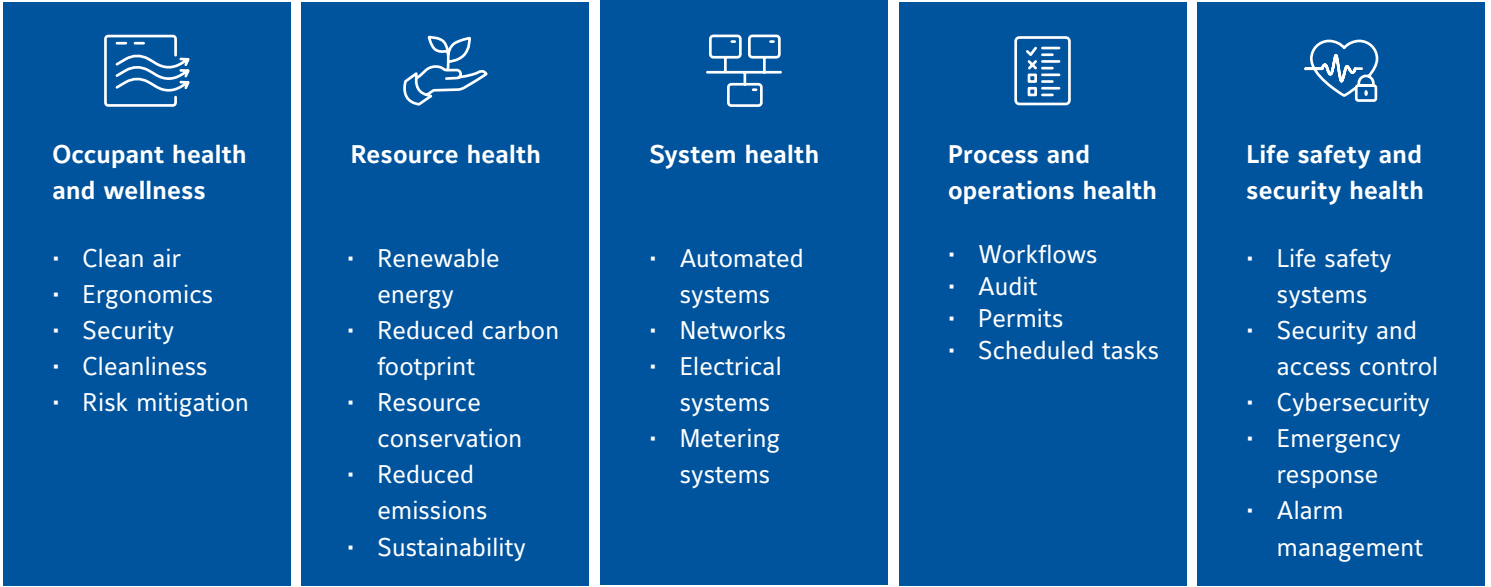 Occupant health
and wellness
· Clean air
· Ergonomics
· Security
· Cleanliness
· Risk mitigation
Resource health
· Renewable
energy
· Reduced carbon
footprint
· Resource
conservation
· Reduced
emissions
· Sustainability
System health
· Automated
systems
· Networks
· Electrical
systems
· Metering
systems
Process and
operations health
· Workflows
· Audit
· Permits
· Scheduled tasks
Life safety and
security health
· Life safety
systems
· Security and
access control
· Cybersecurity
· Emergency
response
· Alarm
management